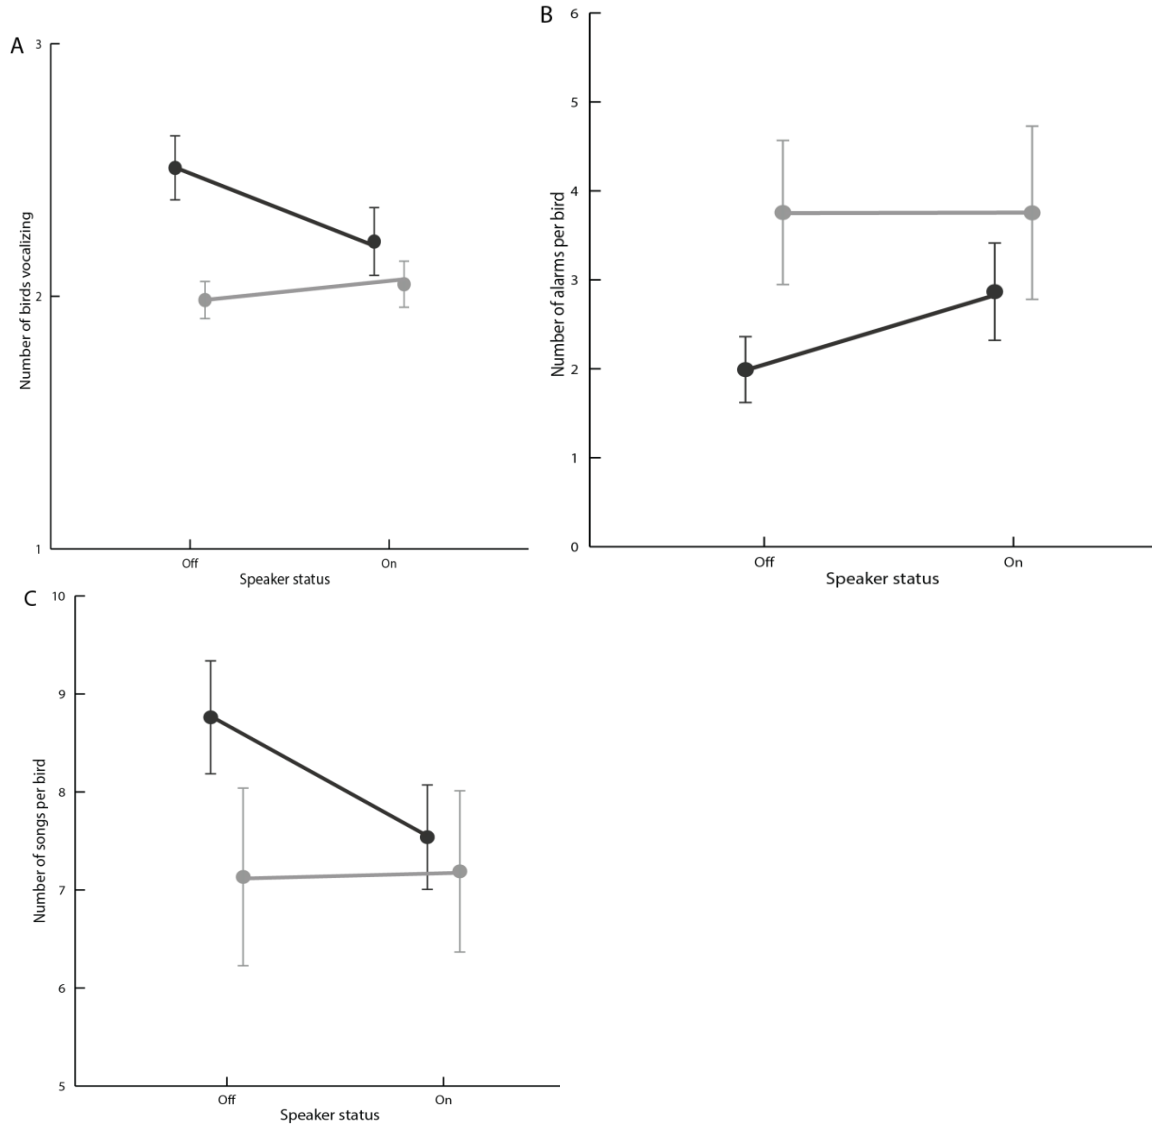 A
3
2
1
Number of birds vocalizing
Off
On
Speaker status
B
6
5
4
3
2
1
0
Number of alarms per bird
Off
On
Speaker status
C
10
9
8
7
6
5
Number of songs per bird
Off
On
Speaker status